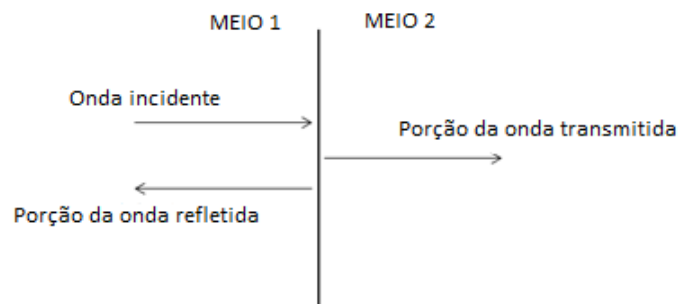 MEIO 1
MEIO 2
Onda incidente
Porção da onda transmitida
Porção da onda refletida